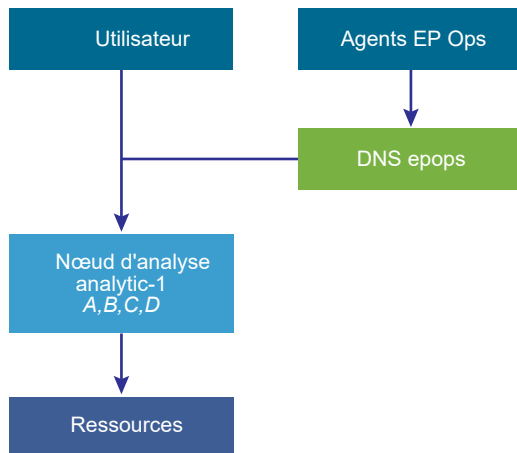 Utilisateur
Agents EP Ops
DNS epops
Nœud d'analyse
analytic-1
A,B,C,D
Ressources